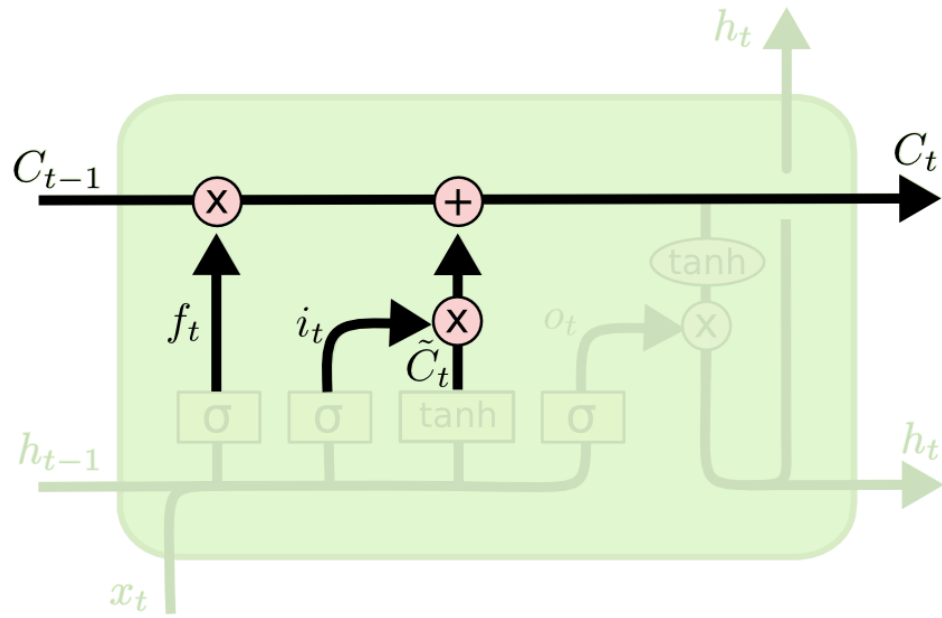 h_t
C_{t-1}
C_t
x
+
tanh
f_t
i_t
x
o_t
x
C̃_t
σ
σ
tanh
σ
h_{t-1}
h_t
x_t